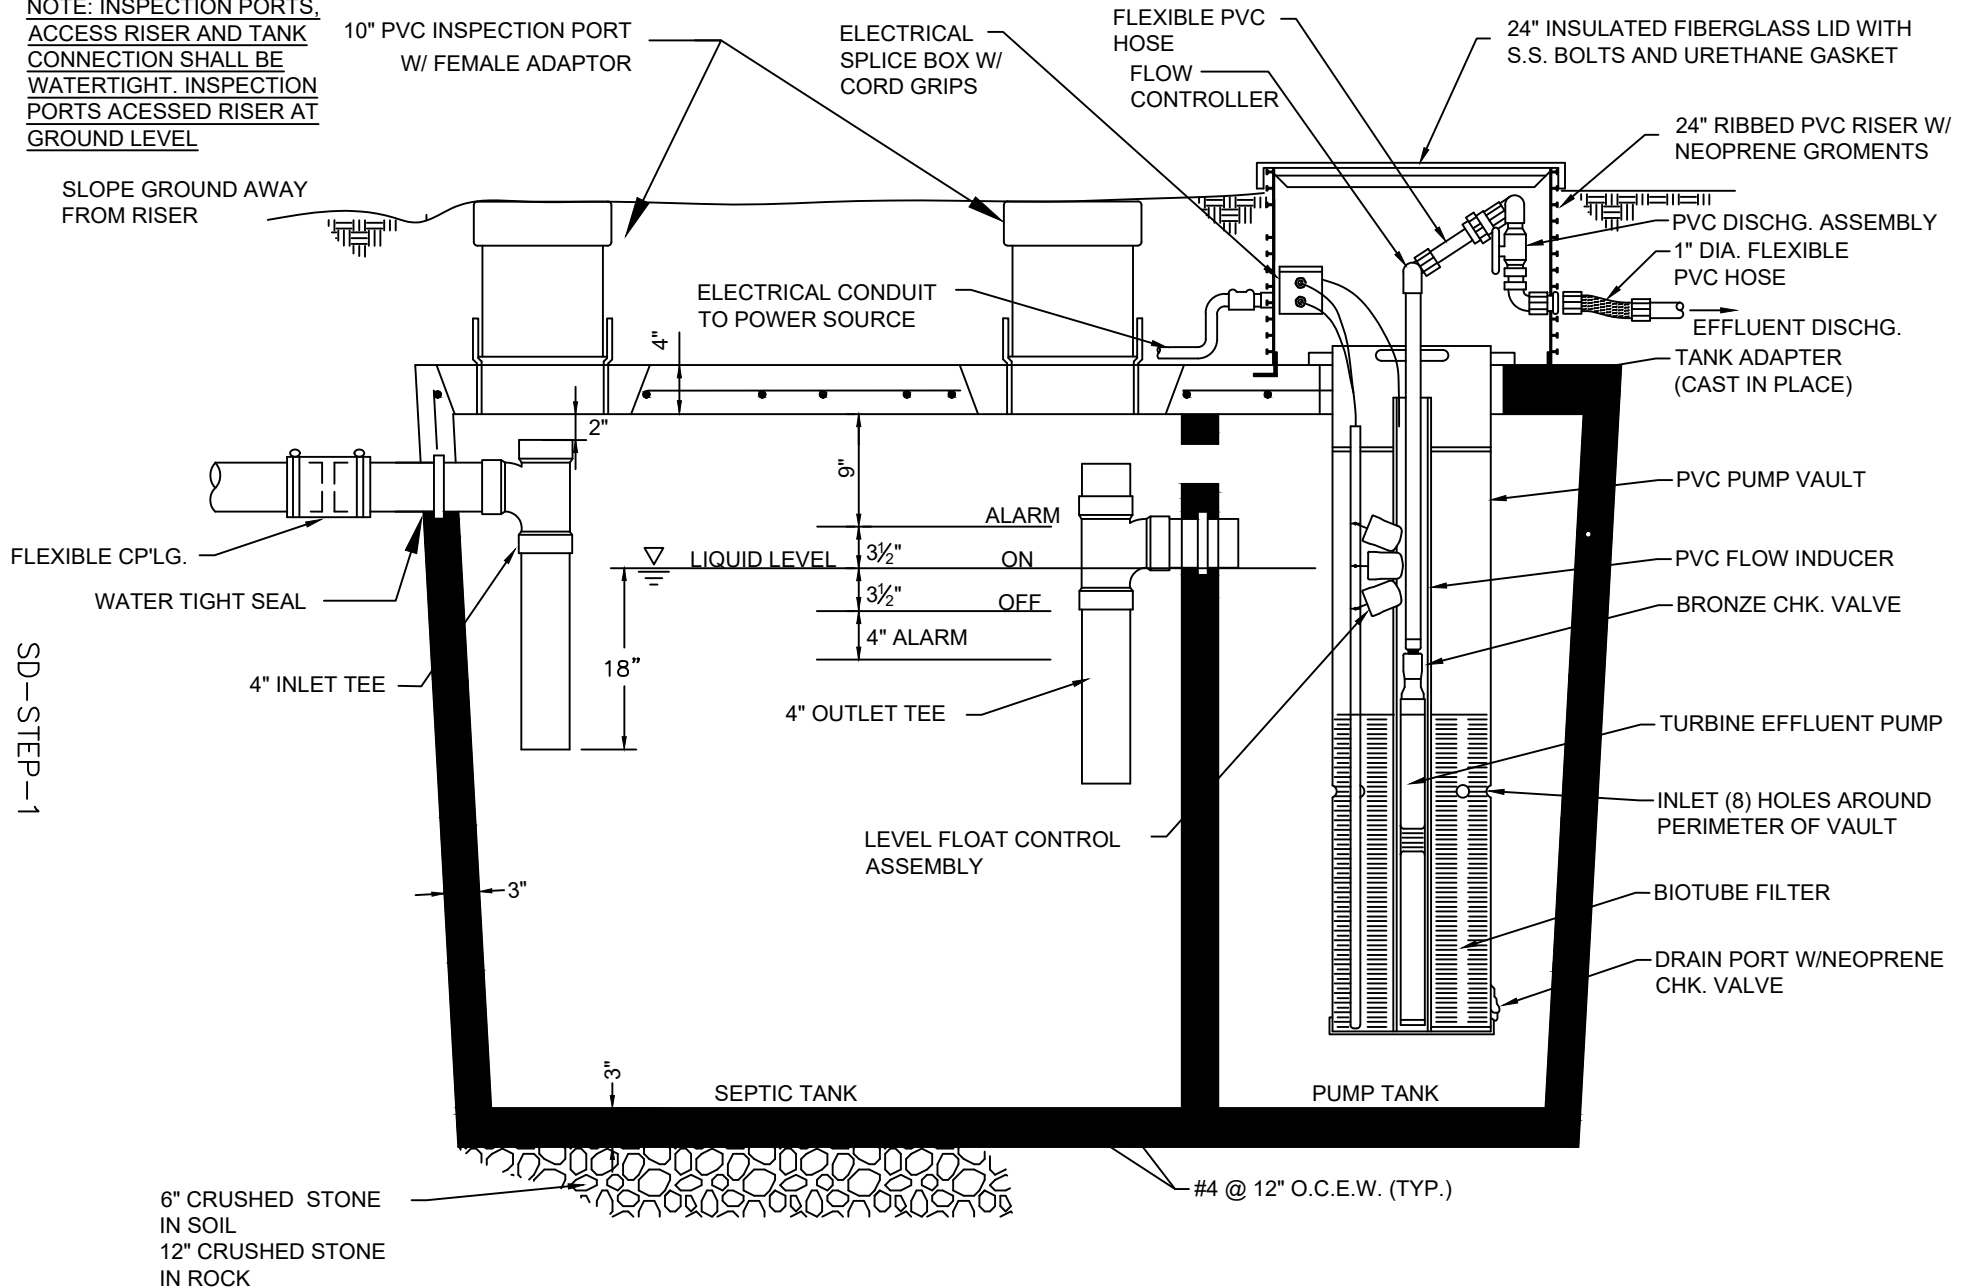 NOTE: INSPECTION PORTS,
ACCESS RISER AND TANK
CONNECTION SHALL BE
WATERTIGHT. INSPECTION
PORTS ACESSED RISER AT
GROUND LEVEL
10" PVC INSPECTION PORT
W/ FEMALE ADAPTOR
ELECTRICAL
SPLICE BOX W/
CORD GRIPS
FLEXIBLE PVC
HOSE
FLOW
CONTROLLER
24" INSULATED FIBERGLASS LID WITH
S.S. BOLTS AND URETHANE GASKET
24" RIBBED PVC RISER W/
NEOPRENE GROMENTS
SLOPE GROUND AWAY
FROM RISER
PVC DISCHG. ASSEMBLY
1" DIA. FLEXIBLE
PVC HOSE
ELECTRICAL CONDUIT
TO POWER SOURCE
EFFLUENT DISCHG.
TANK ADAPTER
(CAST IN PLACE)
4"
2"
9"
ALARM
3½"
LIQUID LEVEL
ON
3½"
OFF
4" ALARM
18"
PVC PUMP VAULT
FLEXIBLE CP'LG.
WATER TIGHT SEAL
PVC FLOW INDUCER
BRONZE CHK. VALVE
4" INLET TEE
4" OUTLET TEE
TURBINE EFFLUENT PUMP
INLET (8) HOLES AROUND
PERIMETER OF VAULT
LEVEL FLOAT CONTROL
ASSEMBLY
3"
BIOTUBE FILTER
DRAIN PORT W/NEOPRENE
CHK. VALVE
3"
SEPTIC TANK
PUMP TANK
#4 @ 12" O.C.E.W. (TYP.)
6" CRUSHED STONE
IN SOIL
12" CRUSHED STONE
IN ROCK
SD-STEP-1